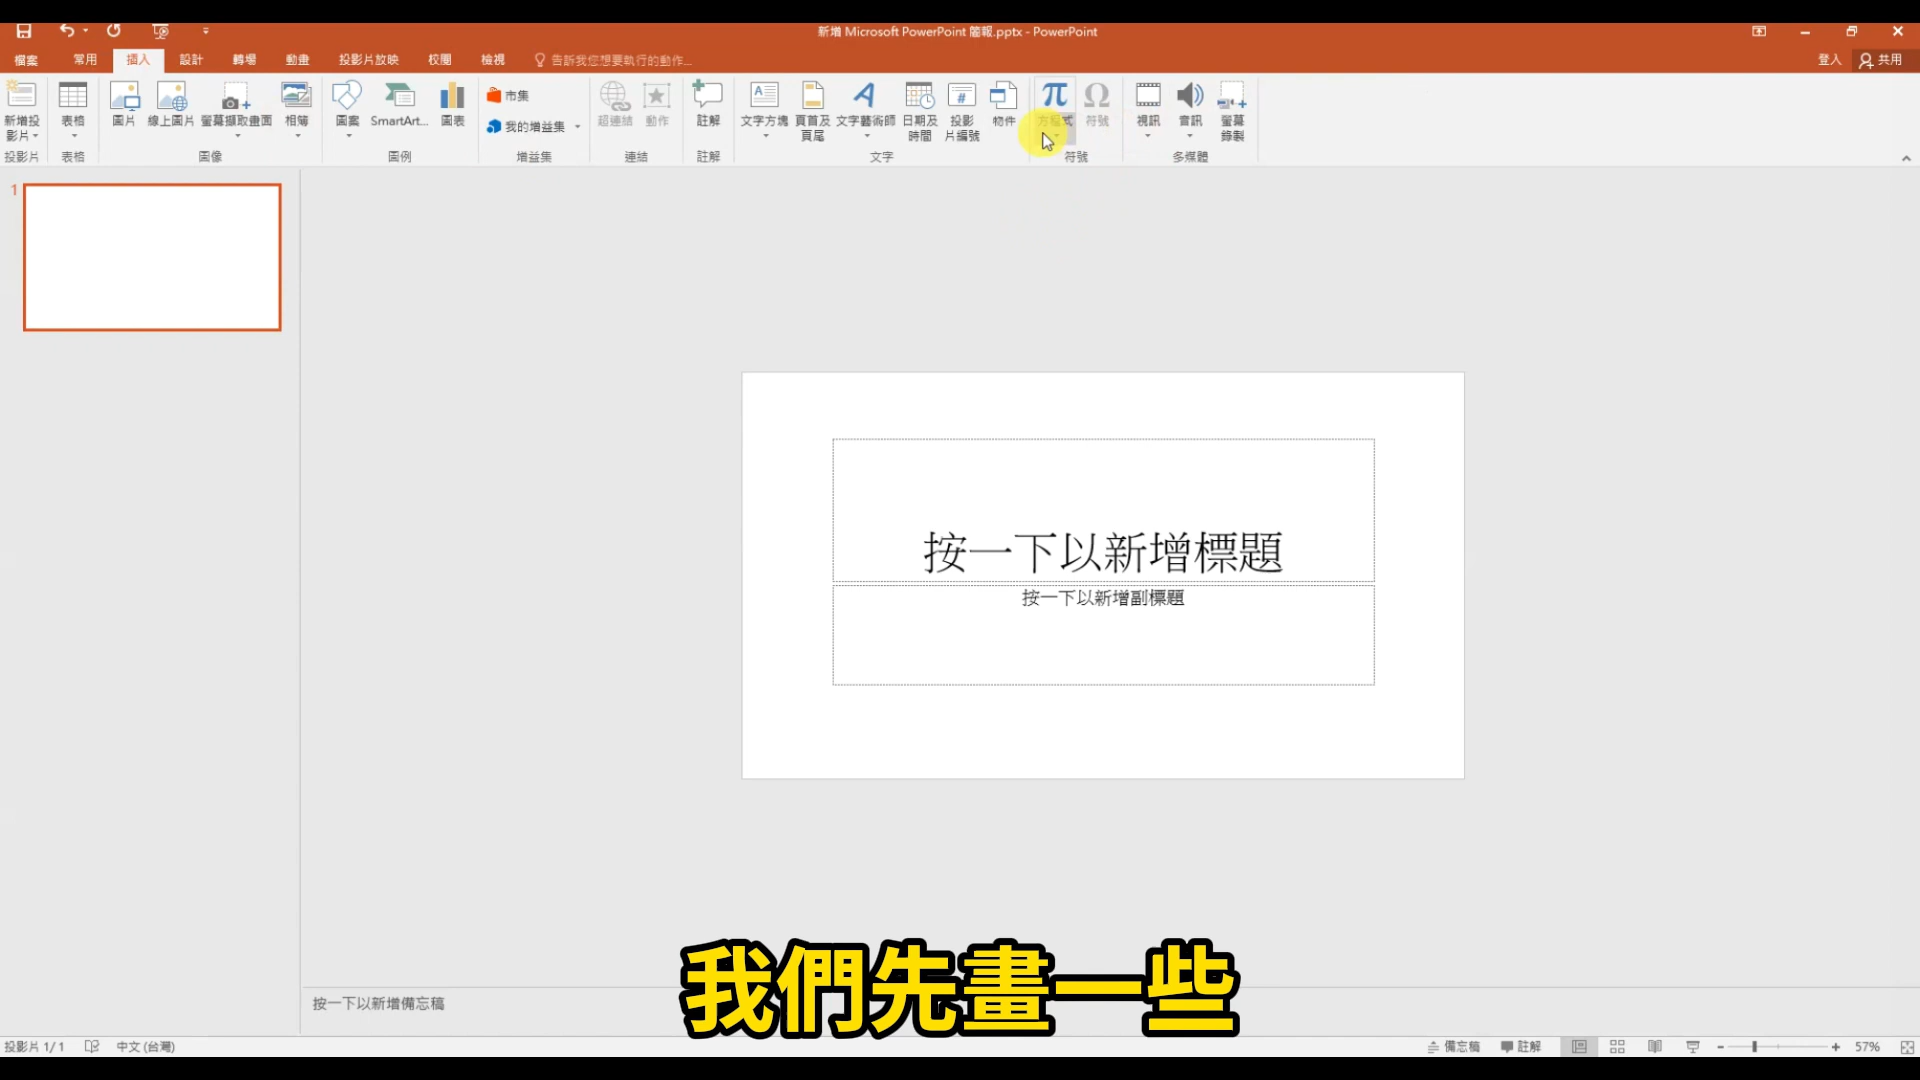 新增 Microsoft PowerPoint 簡報.pptx - PowerPoint
檔案 常用 插入 設計 轉場 動畫 投影片放映 校閱 檢視 告訴我您想要執行的動作... 登入 共用
新增投影片 表格 圖片 線上圖片 螢幕擷取畫面 相簿 圖案 SmartArt... 圖表 市集 我的增益集 超連結 動作 註解 文字方塊 頁首及頁尾 文字藝術師 日期及時間 投影片編號 物件 方程式 符號 視訊 音訊 螢幕錄製
投影片 表格 圖像 圖例 增益集 連結 註解 文字 符號 多媒體
1
按一下以新增標題
按一下以新增副標題
我們先畫一些
按一下以新增備忘稿
投影片 1/1 中文(台灣) 備忘稿 註解 57%